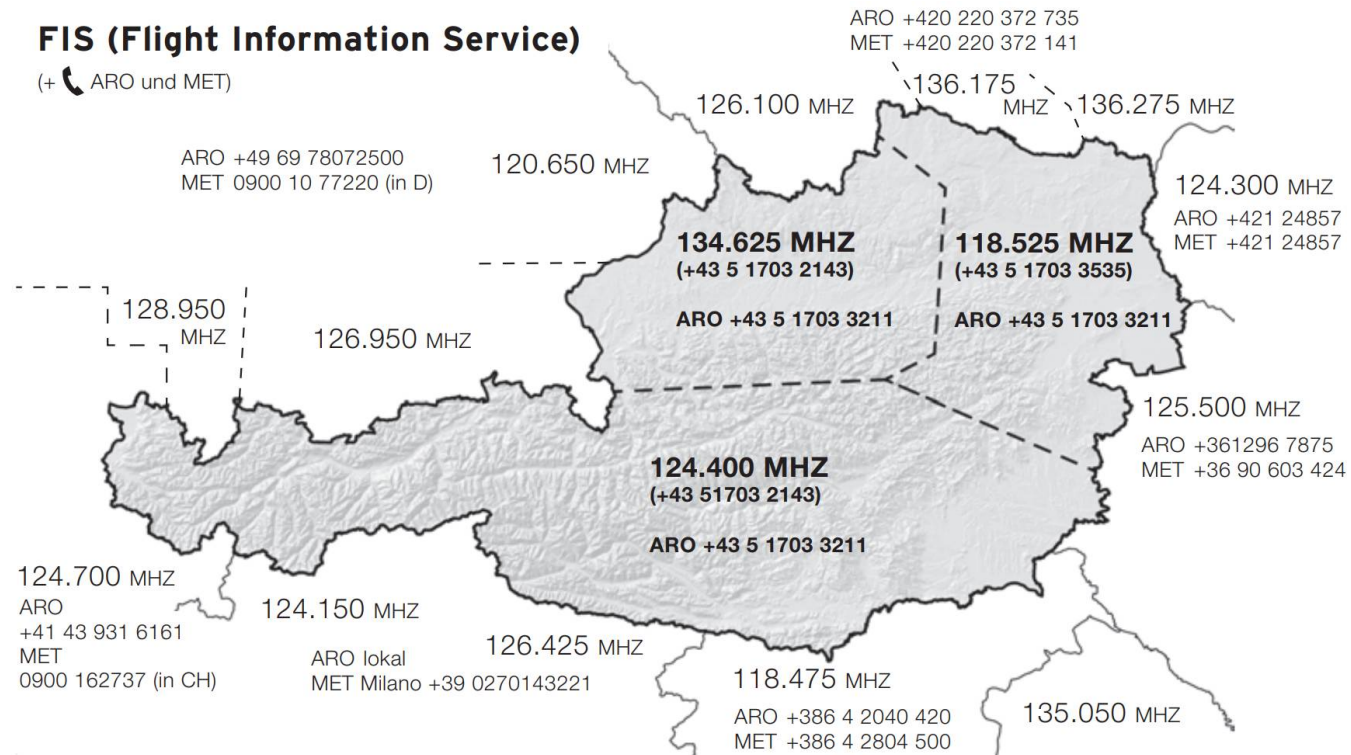 FIS (Flight Information Service)
(+ ARO und MET)
ARO +420 220 372 735
MET +420 220 372 141
136.175
MHZ
136.275 MHZ
126.100 MHZ
ARO +49 69 78072500
MET 0900 10 77220 (in D)
120.650 MHZ
124.300 MHZ
ARO +421 24857
MET +421 24857
134.625 MHZ
(+43 5 1703 2143)
ARO +43 5 1703 3211
118.525 MHZ
(+43 5 1703 3535)
ARO +43 5 1703 3211
128.950
MHZ
126.950 MHZ
125.500 MHZ
ARO +361296 7875
MET +36 90 603 424
124.400 MHZ
(+43 51703 2143)
ARO +43 5 1703 3211
124.700 MHZ
ARO
+41 43 931 6161
MET
0900 162737 (in CH)
124.150 MHZ
ARO lokal
MET Milano +39 0270143221
126.425 MHZ
118.475 MHZ
ARO +386 4 2040 420
MET +386 4 2804 500
135.050 MHZ